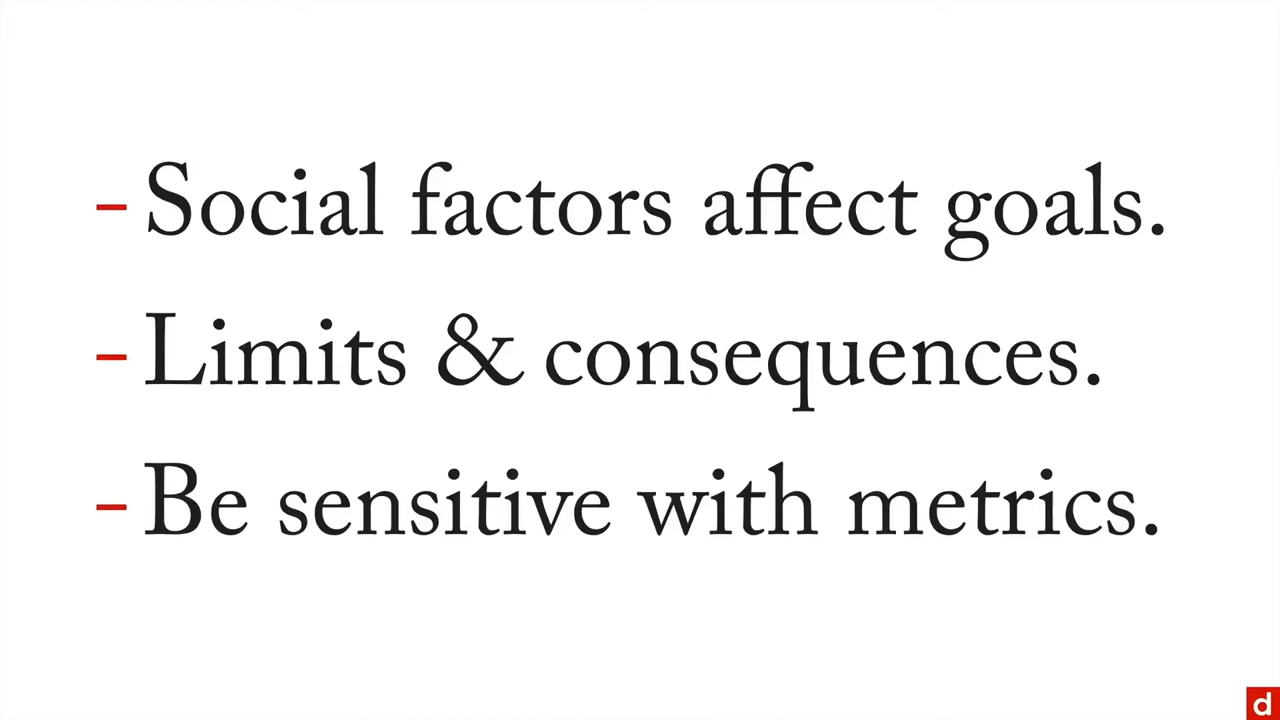 - Social factors affect goals.
- Limits & consequences.
- Be sensitive with metrics.
d